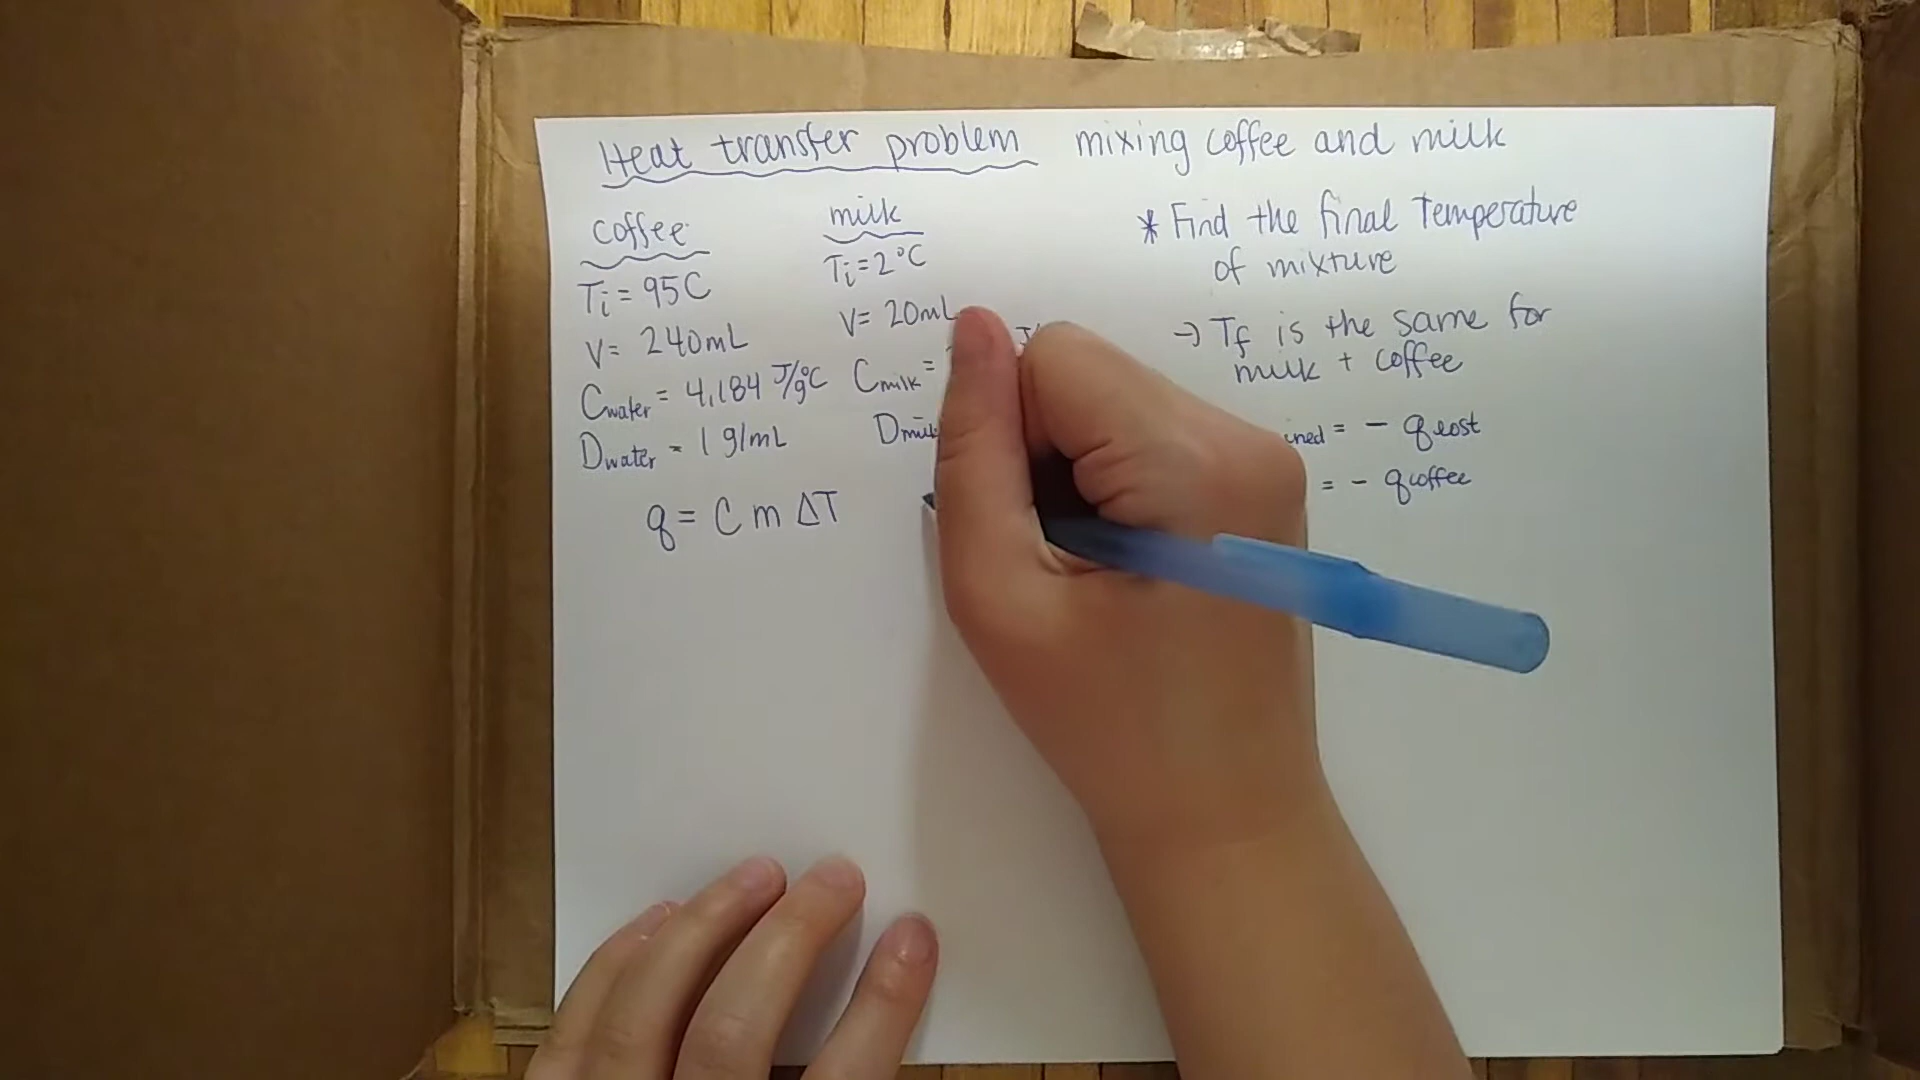 Heat transfer problem mixing coffee and milk
coffee
Ti = 95C
V = 240mL
Cwater = 4.184 J/g°C
Dwater = 1 g/mL
q = C m ΔT
milk
Ti = 2°C
V = 20mL
Cmilk =
Dmilk
* Find the final temperature
of mixture
→ Tf is the same for
milk + coffee
= - qlost
= - qcoffee